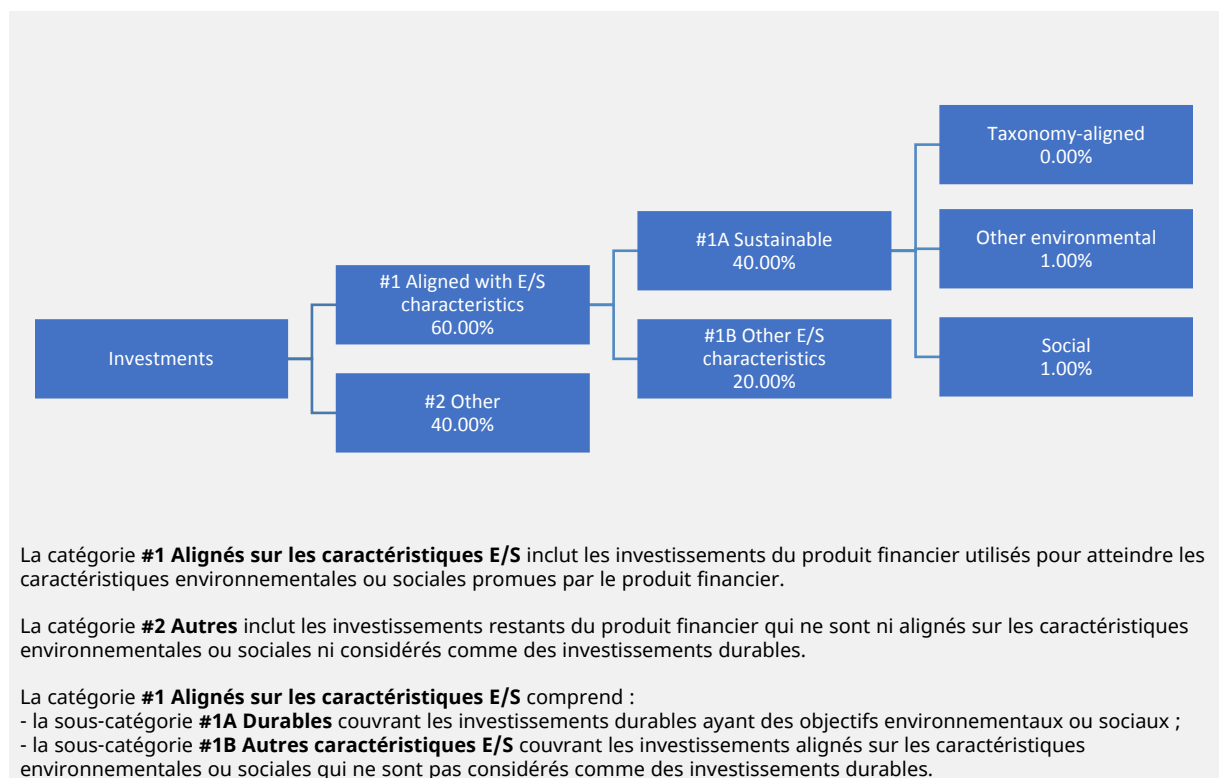 Investments
#1 Aligned with E/S
characteristics
60.00%
#2 Other
40.00%
#1A Sustainable
40.00%
#1B Other E/S
characteristics
20.00%
Taxonomy-aligned
0.00%
Other environmental
1.00%
Social
1.00%
La catégorie #1 Alignés sur les caractéristiques E/S inclut les investissements du produit financier utilisés pour atteindre les
caractéristiques environnementales ou sociales promues par le produit financier.
La catégorie #2 Autres inclut les investissements restants du produit financier qui ne sont ni alignés sur les caractéristiques
environnementales ou sociales ni considérés comme des investissements durables.
La catégorie #1 Alignés sur les caractéristiques E/S comprend :
- la sous-catégorie #1A Durables couvrant les investissements durables ayant des objectifs environnementaux ou sociaux ;
- la sous-catégorie #1B Autres caractéristiques E/S couvrant les investissements alignés sur les caractéristiques
environnementales ou sociales qui ne sont pas considérés comme des investissements durables.